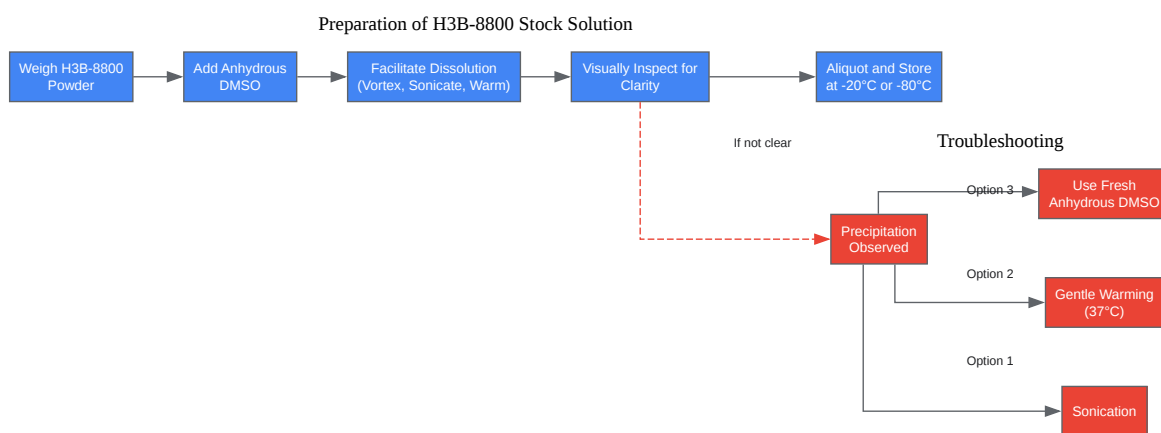 Preparation of H3B-8800 Stock Solution
Weigh H3B-8800
Powder
Add Anhydrous
DMSO
Facilitate Dissolution
(Vortex, Sonicate, Warm)
Visually Inspect for
Clarity
Aliquot and Store
at -20°C or -80°C
If not clear
Troubleshooting
Precipitation
Observed
Option 3
Use Fresh
Anhydrous DMSO
Option 2
Gentle Warming
(37°C)
Option 1
Sonication